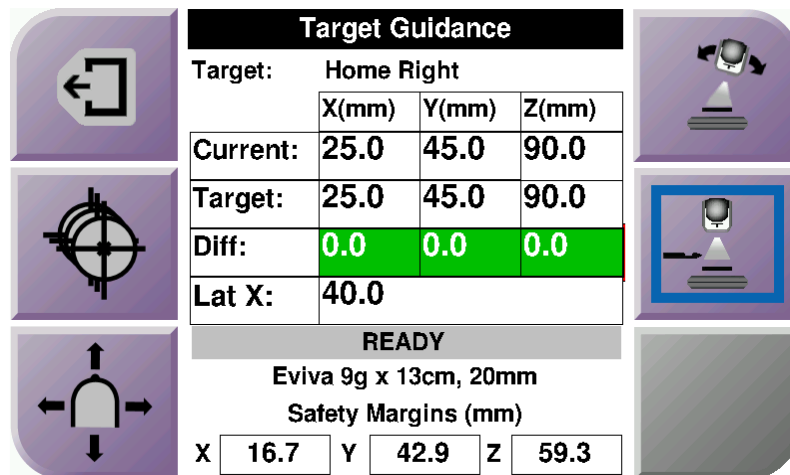 Target Guidance
Target: Home Right
X(mm) Y(mm) Z(mm)
Current: 25.0 45.0 90.0
Target: 25.0 45.0 90.0
Diff: 0.0 0.0 0.0
Lat X: 40.0
READY
Eviva 9g x 13cm, 20mm
Safety Margins (mm)
X 16.7 Y 42.9 Z 59.3